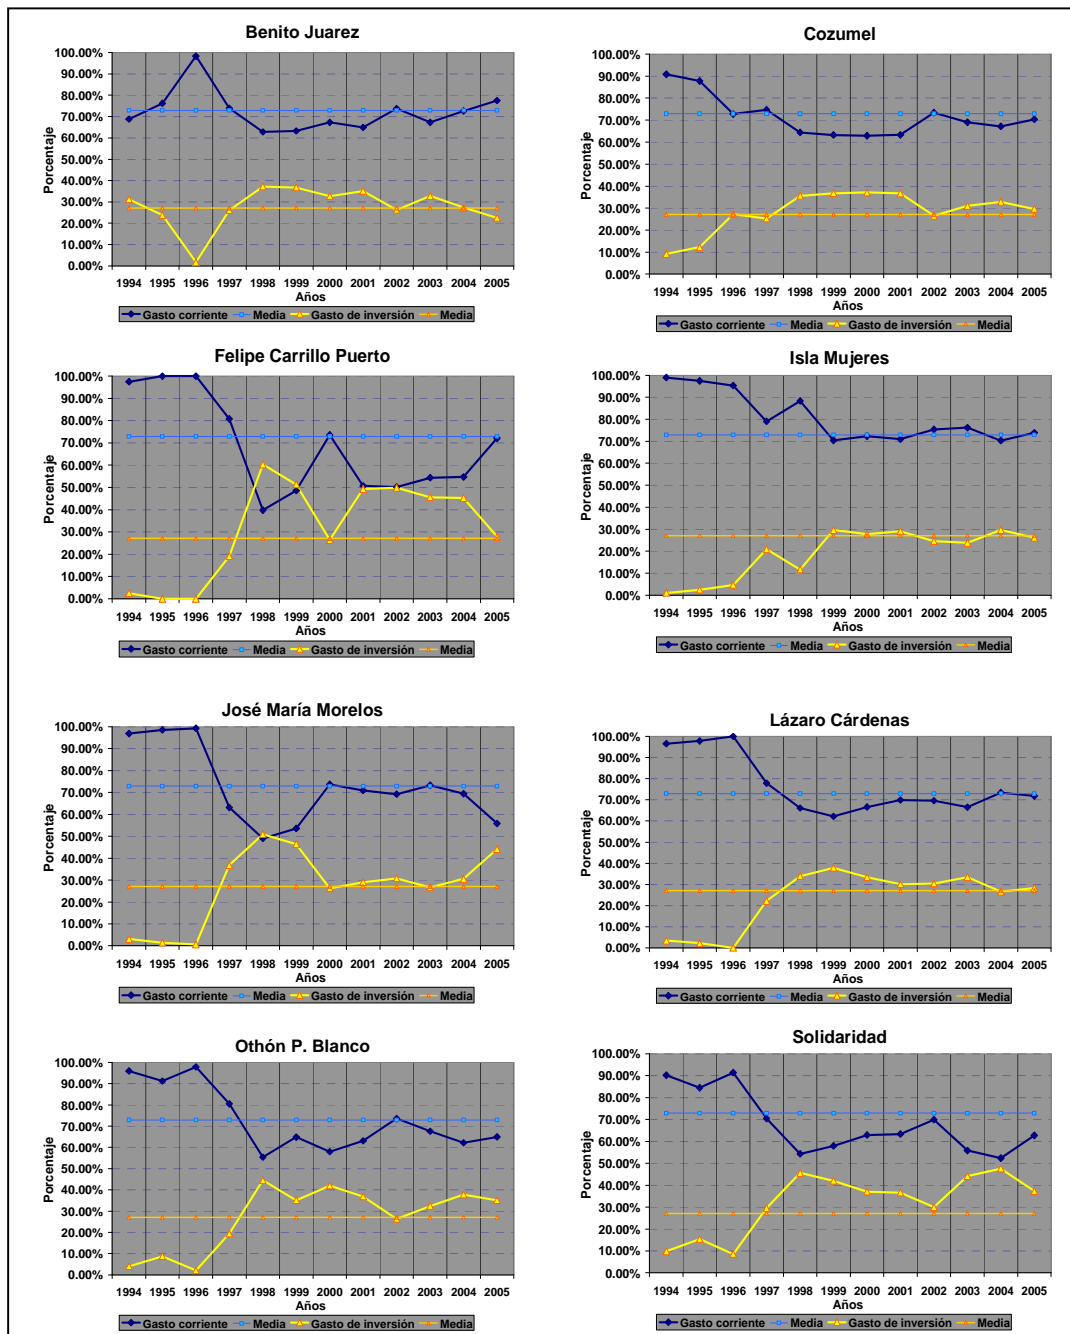 Benito Juarez
100.00%
90.00%
80.00%
70.00%
60.00%
50.00%
40.00%
30.00%
20.00%
10.00%
0.00%
Porcentaje
1994 1995 1996 1997 1998 1999 2000 2001 2002 2003 2004 2005
Años
Gasto corriente Media Gasto de inversión Media
Cozumel
100.00%
90.00%
80.00%
70.00%
60.00%
50.00%
40.00%
30.00%
20.00%
10.00%
0.00%
Porcentaje
1994 1995 1996 1997 1998 1999 2000 2001 2002 2003 2004 2005
Años
Gasto corriente Media Gasto de inversión Media
Felipe Carrillo Puerto
100.00%
90.00%
80.00%
70.00%
60.00%
50.00%
40.00%
30.00%
20.00%
10.00%
0.00%
Porcentaje
1994 1995 1996 1997 1998 1999 2000 2001 2002 2003 2004 2005
Años
Gasto corriente Media Gasto de inversión Media
Isla Mujeres
100.00%
90.00%
80.00%
70.00%
60.00%
50.00%
40.00%
30.00%
20.00%
10.00%
0.00%
Porcentaje
1994 1995 1996 1997 1998 1999 2000 2001 2002 2003 2004 2005
Años
Gasto corriente Media Gasto de inversión Media
José María Morelos
100.00%
90.00%
80.00%
70.00%
60.00%
50.00%
40.00%
30.00%
20.00%
10.00%
0.00%
Porcentaje
1994 1995 1996 1997 1998 1999 2000 2001 2002 2003 2004 2005
Años
Gasto corriente Media Gasto de inversión Media
Lázaro Cárdenas
100.00%
90.00%
80.00%
70.00%
60.00%
50.00%
40.00%
30.00%
20.00%
10.00%
0.00%
Porcentaje
1994 1995 1996 1997 1998 1999 2000 2001 2002 2003 2004 2005
Años
Gasto corriente Media Gasto de inversión Media
Othón P. Blanco
100.00%
90.00%
80.00%
70.00%
60.00%
50.00%
40.00%
30.00%
20.00%
10.00%
0.00%
Porcentaje
1994 1995 1996 1997 1998 1999 2000 2001 2002 2003 2004 2005
Años
Gasto corriente Media Gasto de inversión Media
Solidaridad
100.00%
90.00%
80.00%
70.00%
60.00%
50.00%
40.00%
30.00%
20.00%
10.00%
0.00%
Porcentaje
1994 1995 1996 1997 1998 1999 2000 2001 2002 2003 2004 2005
Años
Gasto corriente Media Gasto de inversión Media